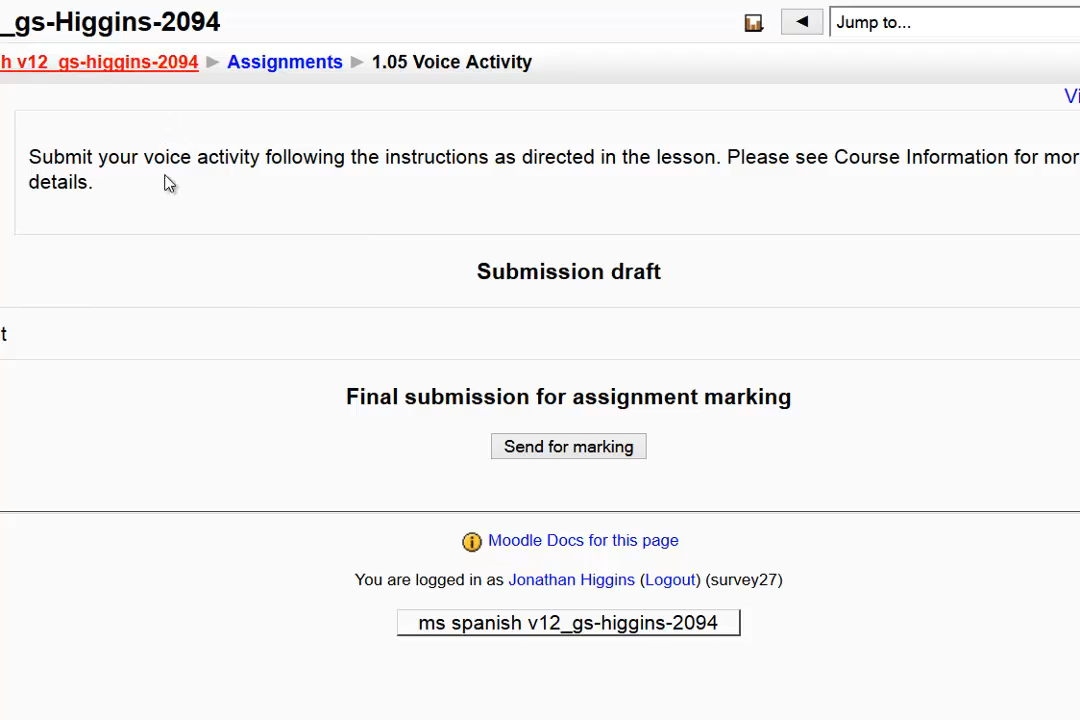 _gs-Higgins-2094
Jump to...
h v12_gs-higgins-2094 ► Assignments ► 1.05 Voice Activity
Vi
Submit your voice activity following the instructions as directed in the lesson. Please see Course Information for mor
details.
Submission draft
t
Final submission for assignment marking
Send for marking
Moodle Docs for this page
You are logged in as Jonathan Higgins (Logout) (survey27)
ms spanish v12_gs-higgins-2094